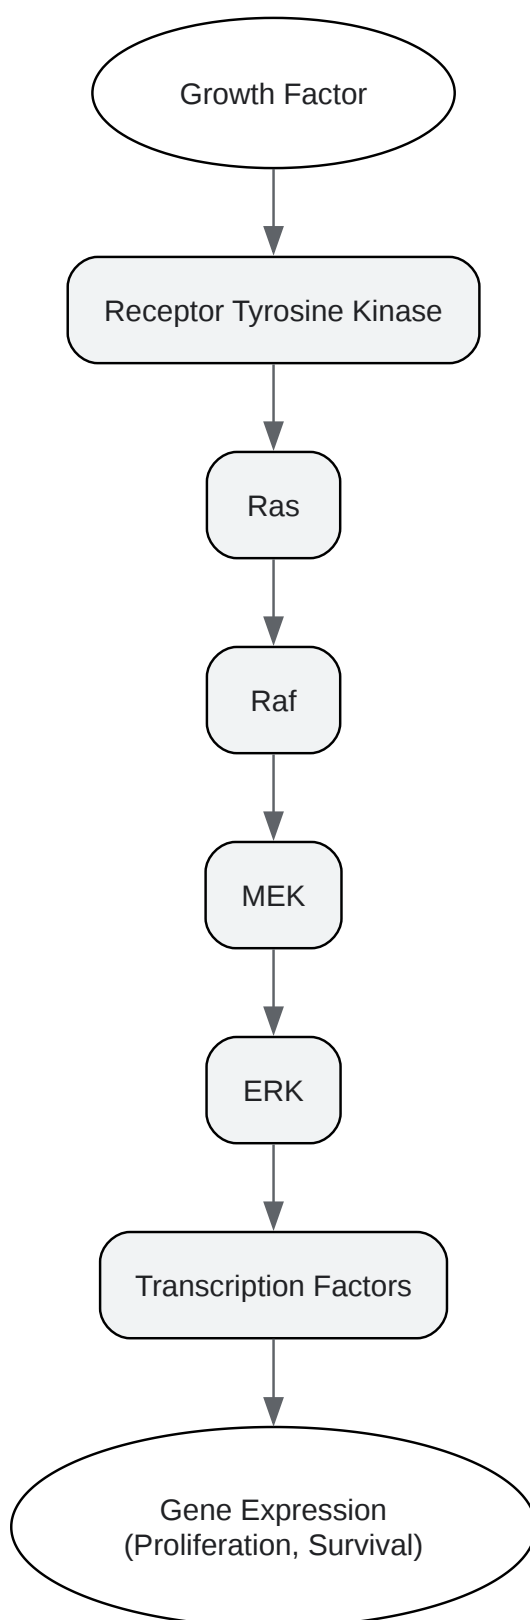 Growth Factor
Receptor Tyrosine Kinase
Ras
Raf
MEK
ERK
Transcription Factors
Gene Expression
(Proliferation, Survival)